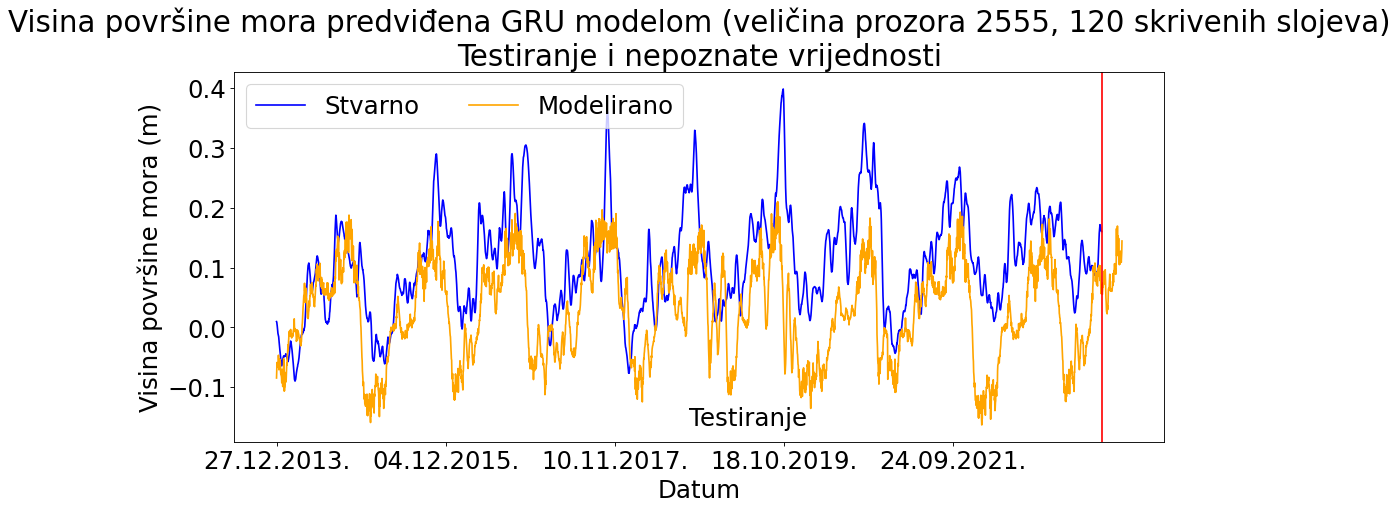 Visina površine mora predviđena GRU modelom (veličina prozora 2555, 120 skrivenih slojeva)
Testiranje i nepoznate vrijednosti
Stvarno
Modelirano
Visina površine mora (m)
0.4
0.3
0.2
0.1
0.0
−0.1
Testiranje
27.12.2013.
04.12.2015.
10.11.2017.
18.10.2019.
24.09.2021.
Datum